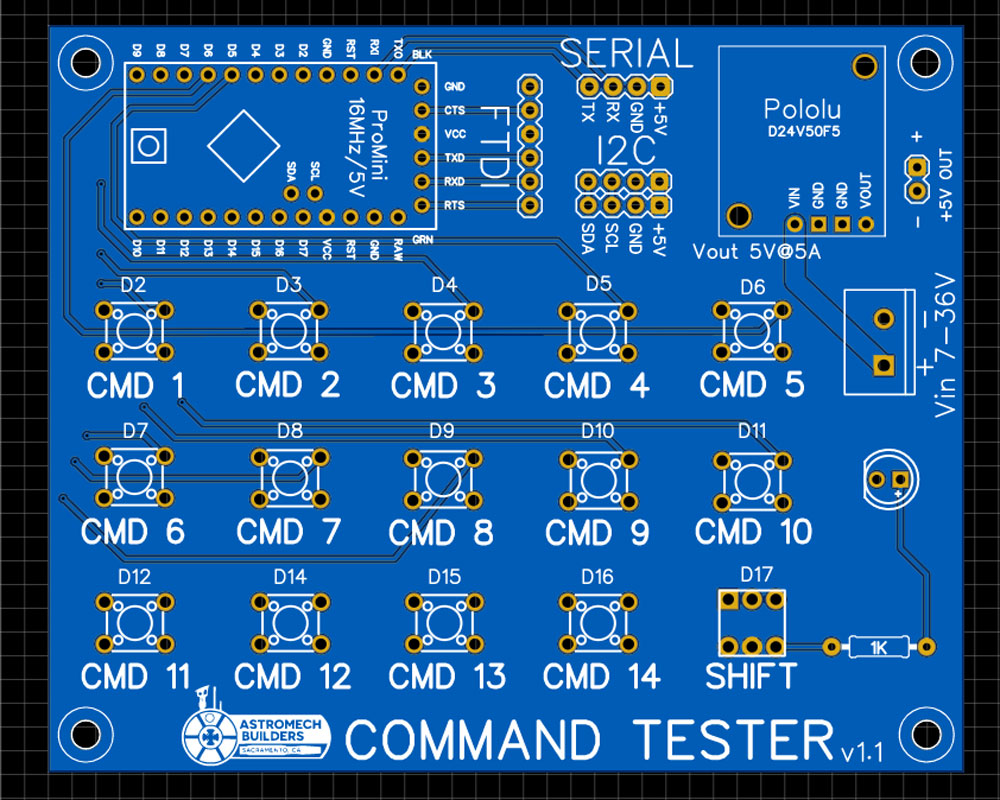 D9 D8 D7 D6 D5 D4 D3 D2 GND RST RXI TXO
BLK
GND
CTS
VCC
TXD
RXD
RTS
GRN
ProMini
16MHz/5V
SDA SCL
D10 D11 D12 D13 D14 D15 D16 D17 VCC RST GND RAW
FTDI
SERIAL
TX RX GND +5V
I2C
SDA SCL GND +5V
Pololu
D24V50F5
VIN GND GND VOUT
Vout 5V@5A
+
-
+5V OUT
Vin 7-36V
- +
D2 D3 D4 D5 D6
CMD 1 CMD 2 CMD 3 CMD 4 CMD 5
D7 D8 D9 D10 D11
CMD 6 CMD 7 CMD 8 CMD 9 CMD 10
+
D12 D14 D15 D16 D17
1K
CMD 11 CMD 12 CMD 13 CMD 14 SHIFT
ASTROMECH
BUILDERS
SACRAMENTO, CA
COMMAND TESTER v1.1